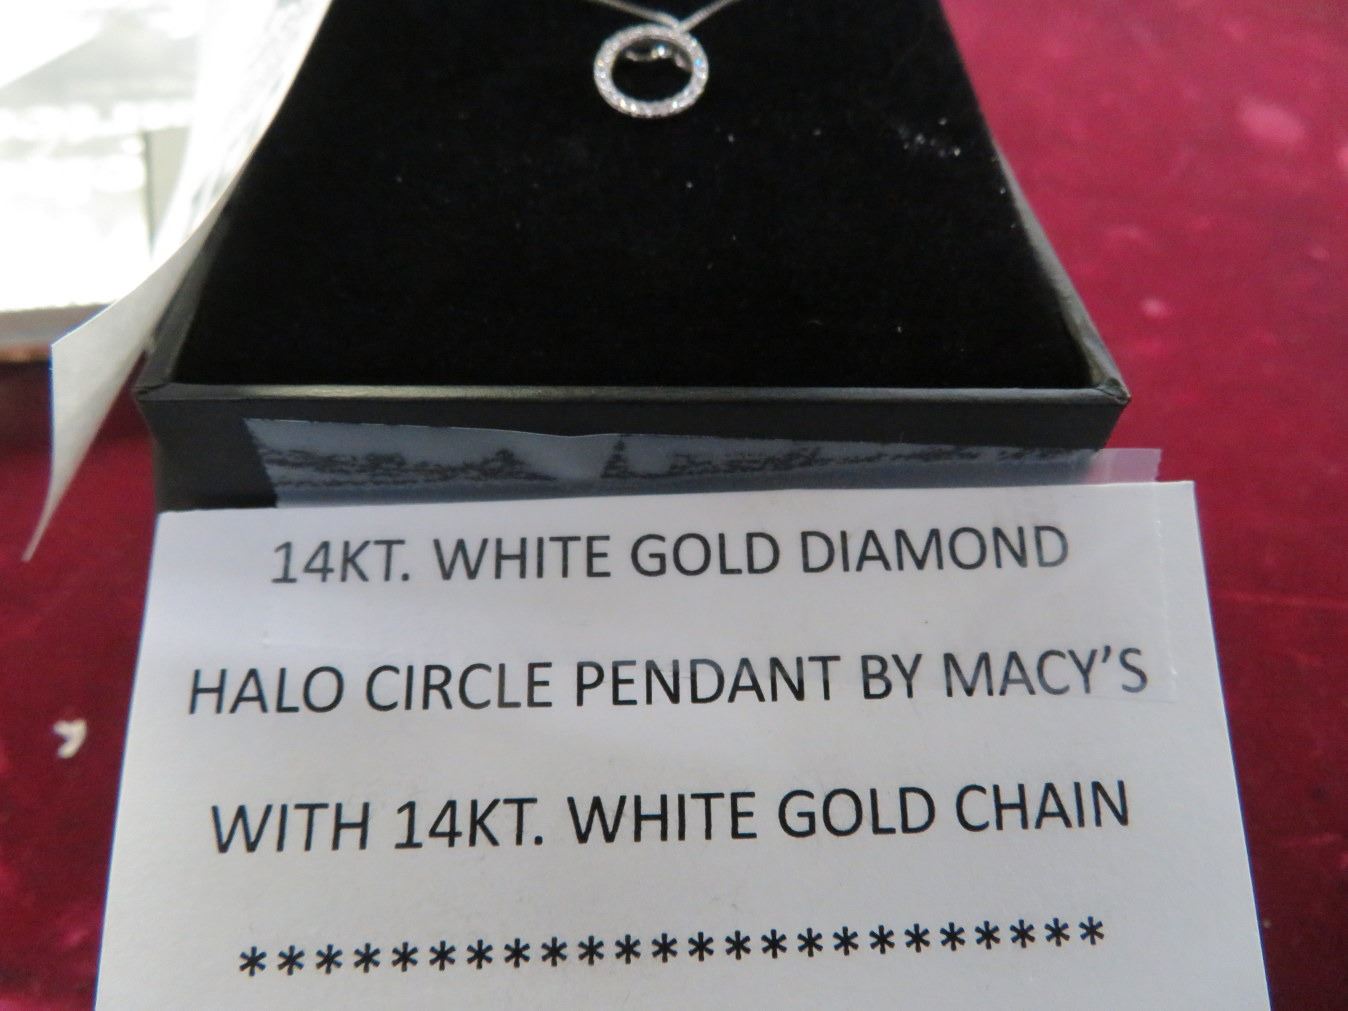 14KT. WHITE GOLD DIAMOND
HALO CIRCLE PENDANT BY MACY'S
WITH 14KT. WHITE GOLD CHAIN
***********************